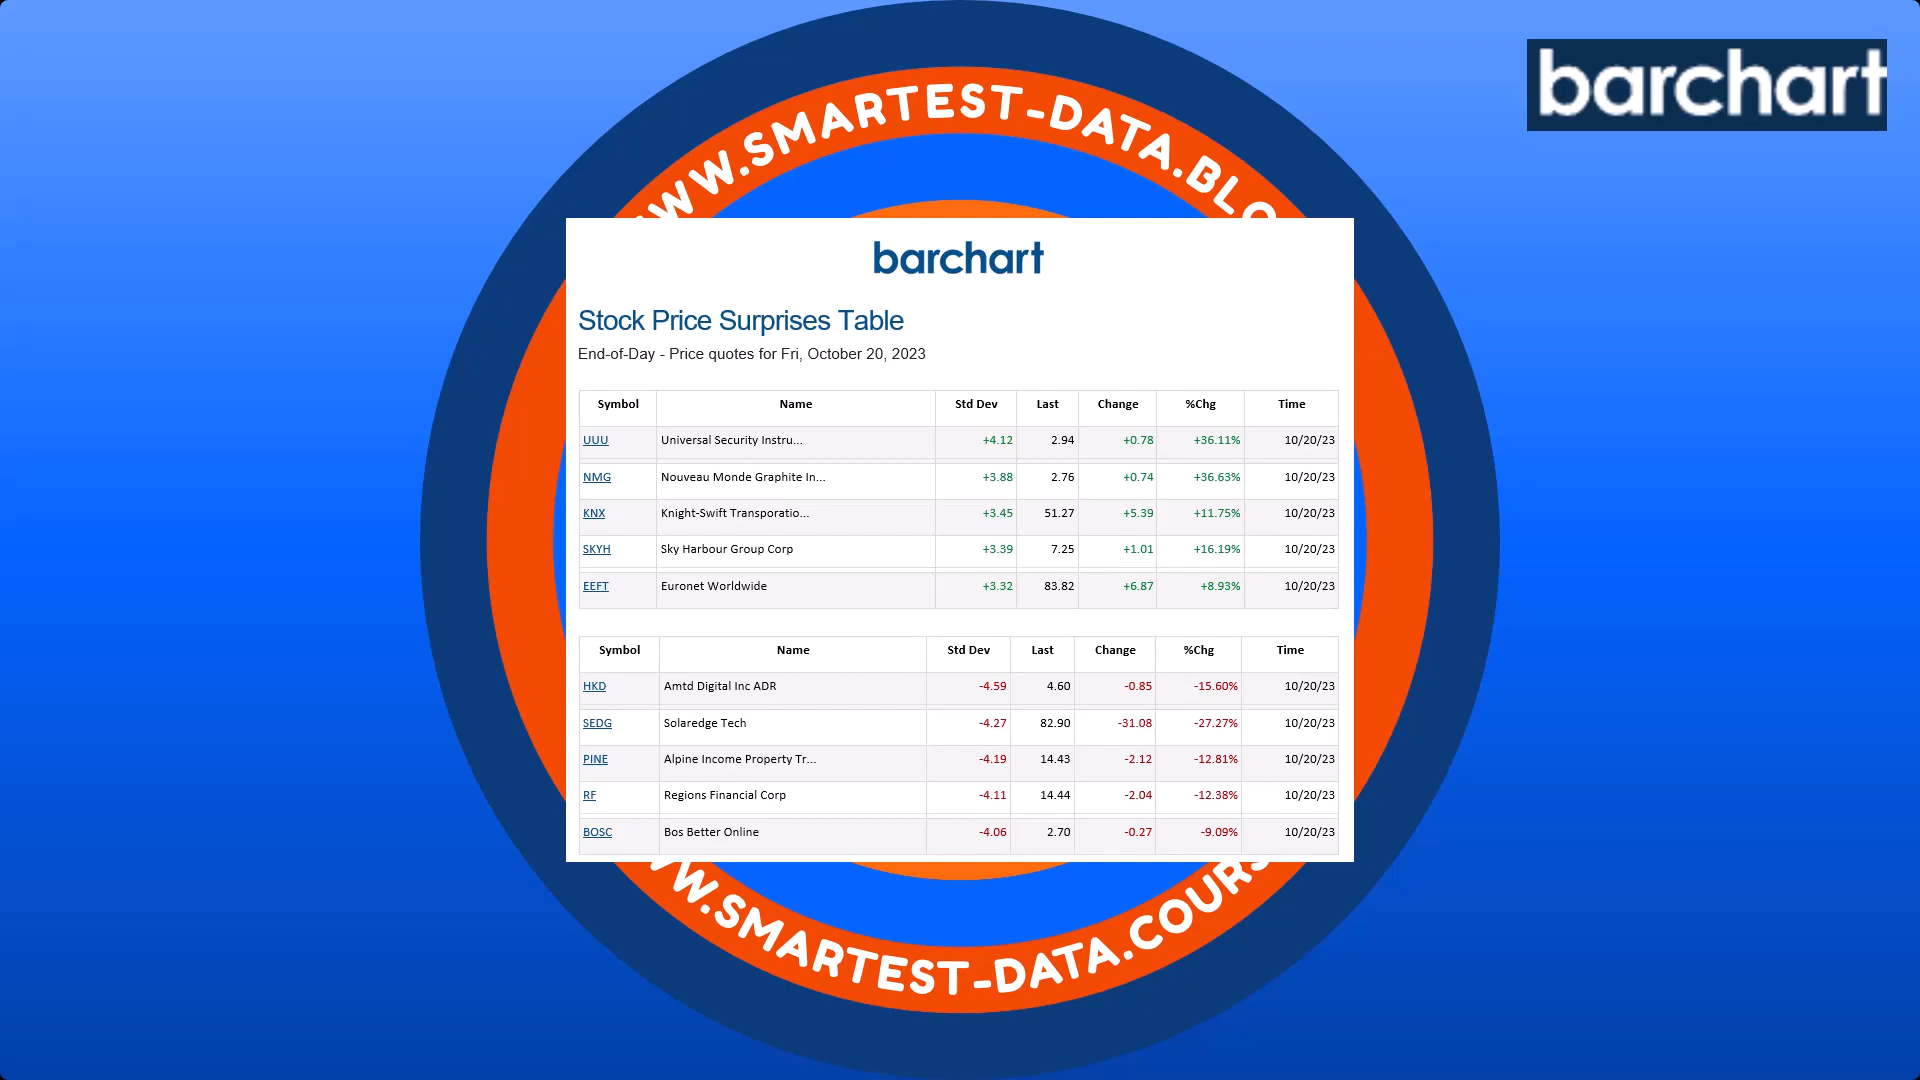 barchart
WWW.SMARTEST-DATA.BLO
barchart
Stock Price Surprises Table
End-of-Day - Price quotes for Fri, October 20, 2023
Symbol Name Std Dev Last Change %Chg Time
UUU Universal Security Instru... +4.12 2.94 +0.78 +36.11% 10/20/23
NMG Nouveau Monde Graphite In... +3.88 2.76 +0.74 +36.63% 10/20/23
KNX Knight-Swift Transporatio... +3.45 51.27 +5.39 +11.75% 10/20/23
SKYH Sky Harbour Group Corp +3.39 7.25 +1.01 +16.19% 10/20/23
EEFT Euronet Worldwide +3.32 83.82 +6.87 +8.93% 10/20/23
Symbol Name Std Dev Last Change %Chg Time
HKD Amtd Digital Inc ADR -4.59 4.60 -0.85 -15.60% 10/20/23
SEDG Solaredge Tech -4.27 82.90 -31.08 -27.27% 10/20/23
PINE Alpine Income Property Tr... -4.19 14.43 -2.12 -12.81% 10/20/23
RF Regions Financial Corp -4.11 14.44 -2.04 -12.38% 10/20/23
BOSC Bos Better Online -4.06 2.70 -0.27 -9.09% 10/20/23
WW.SMARTEST-DATA.COURS